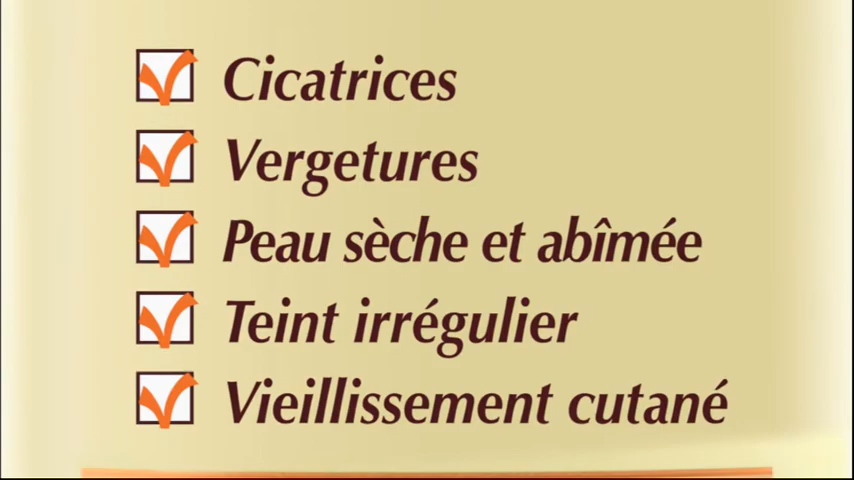 Cicatrices
Vergetures
Peau sèche et abîmée
Teint irrégulier
Vieillissement cutané